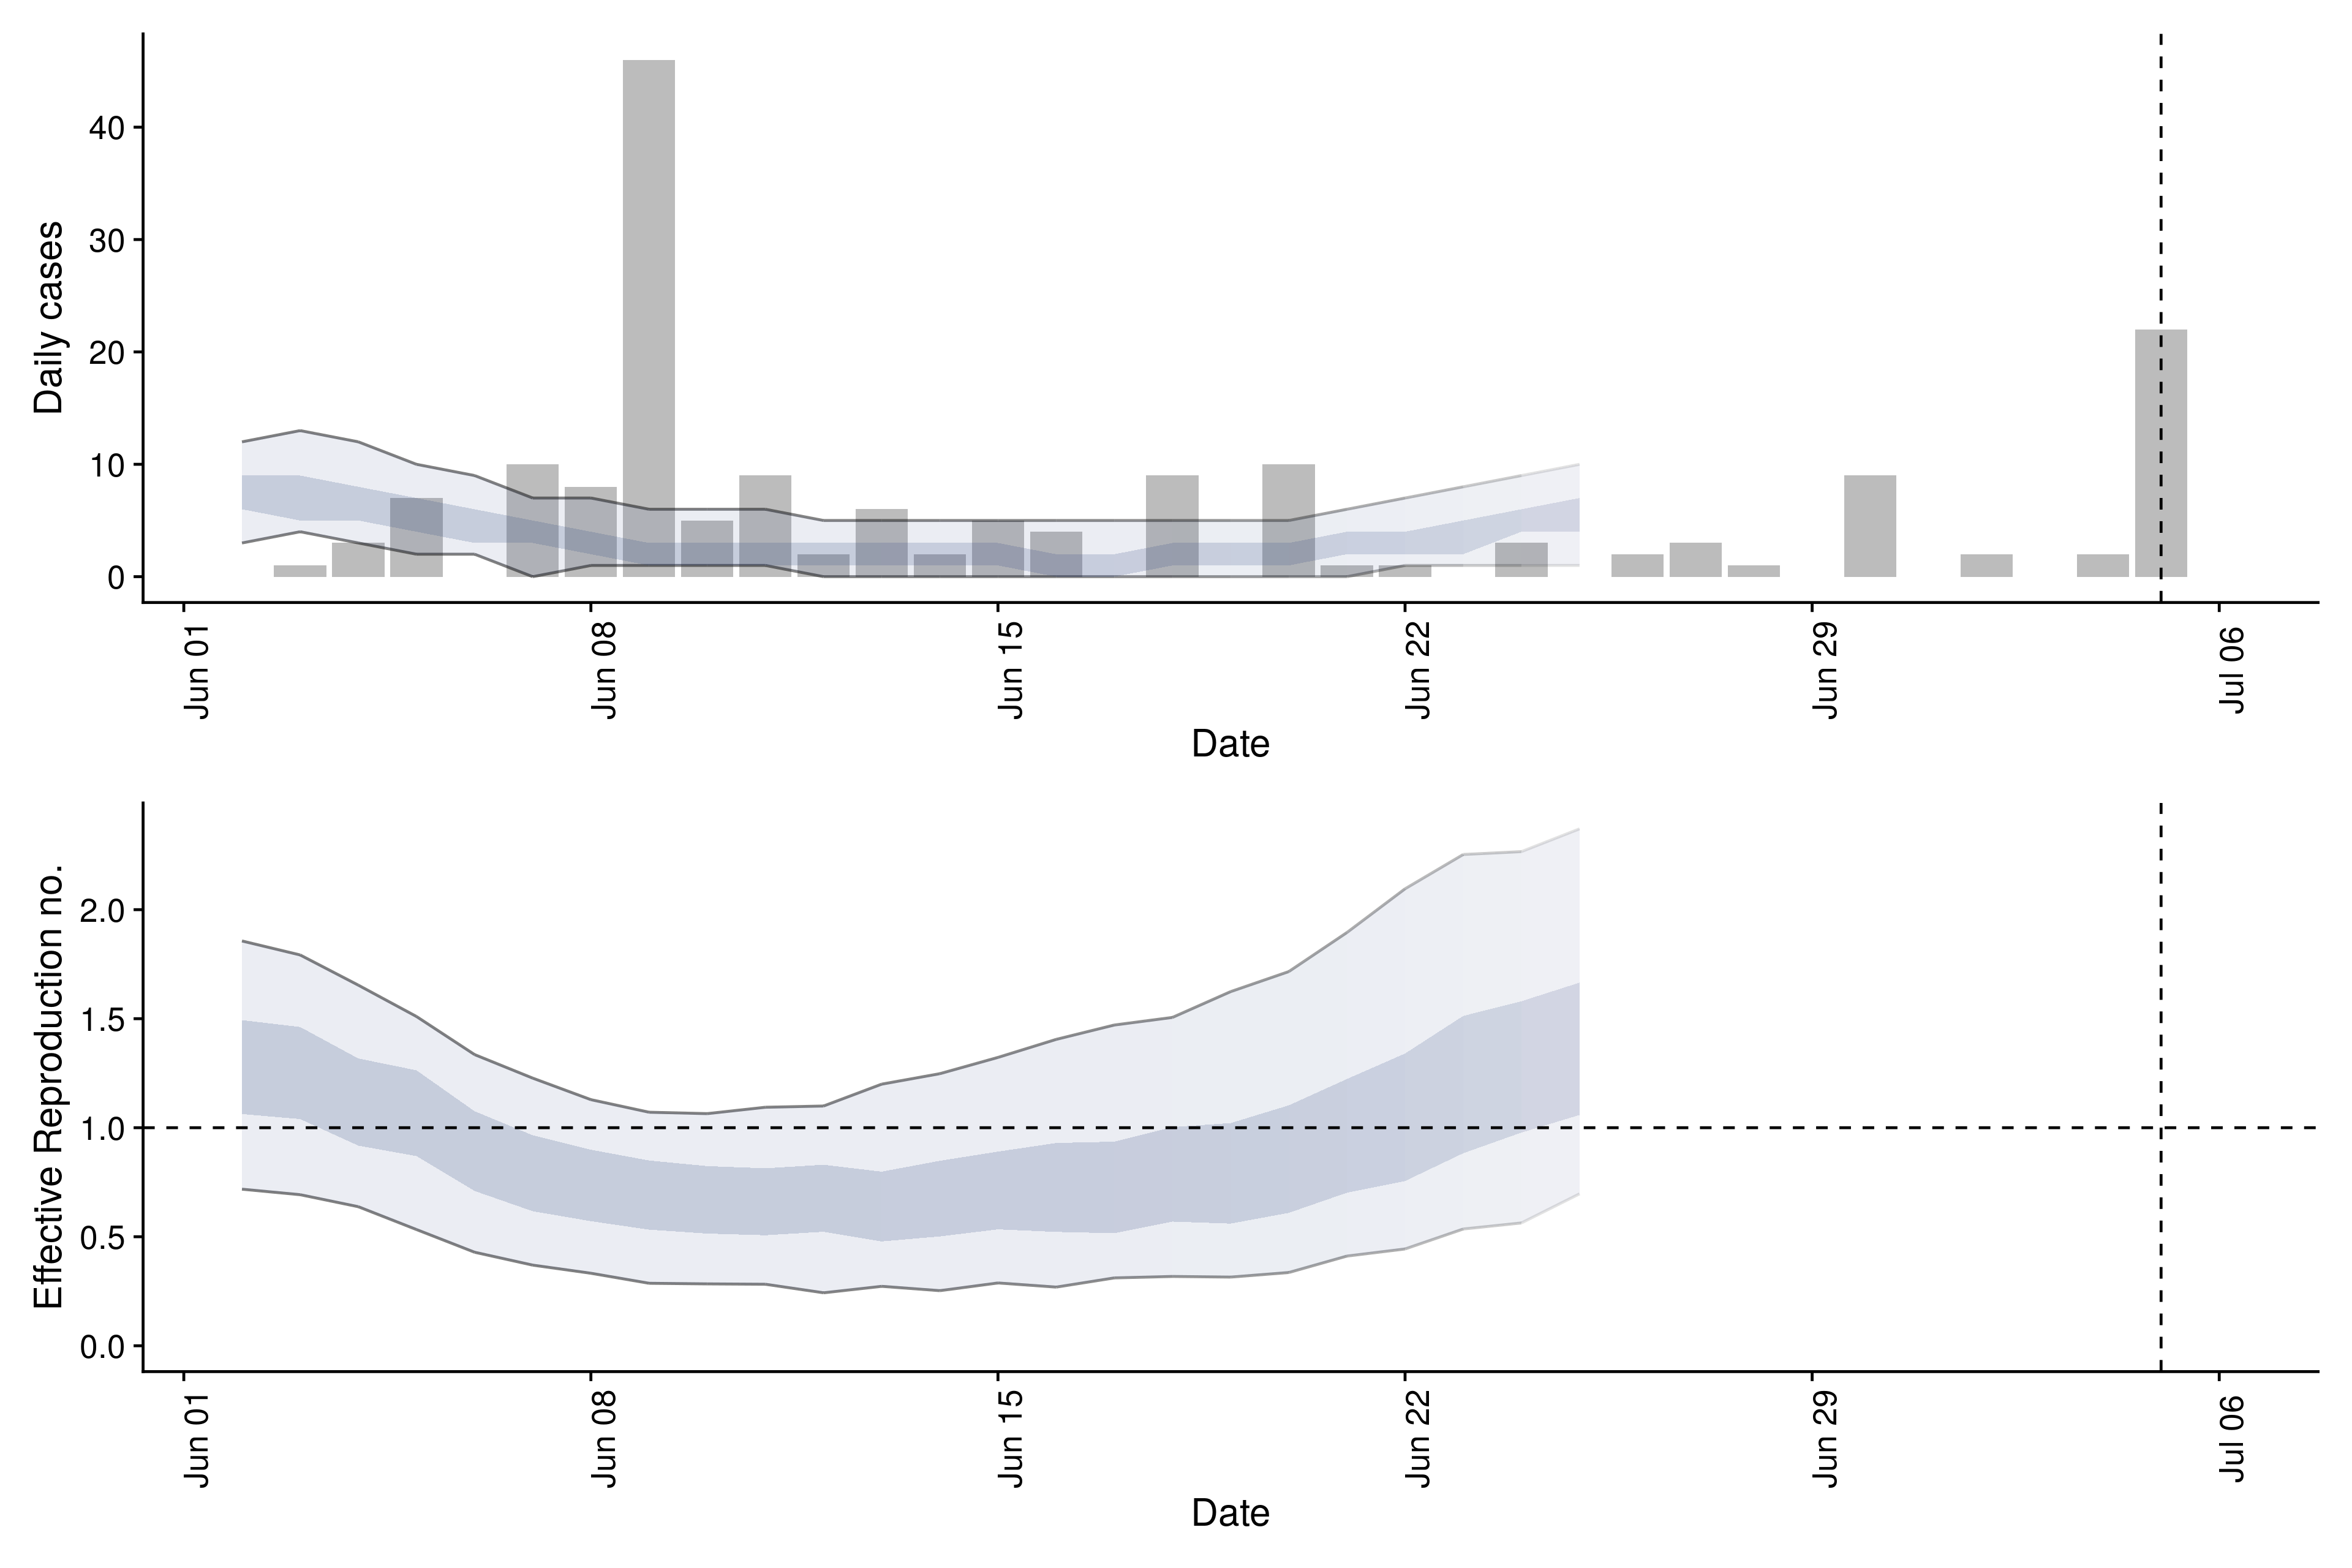 Daily cases
40
30
20
10
0
Jun 01
Jun 08
Jun 15
Jun 22
Jun 29
Jul 06
Date
Effective Reproduction no.
2.0
1.5
1.0
0.5
0.0
Jun 01
Jun 08
Jun 15
Jun 22
Jun 29
Jul 06
Date